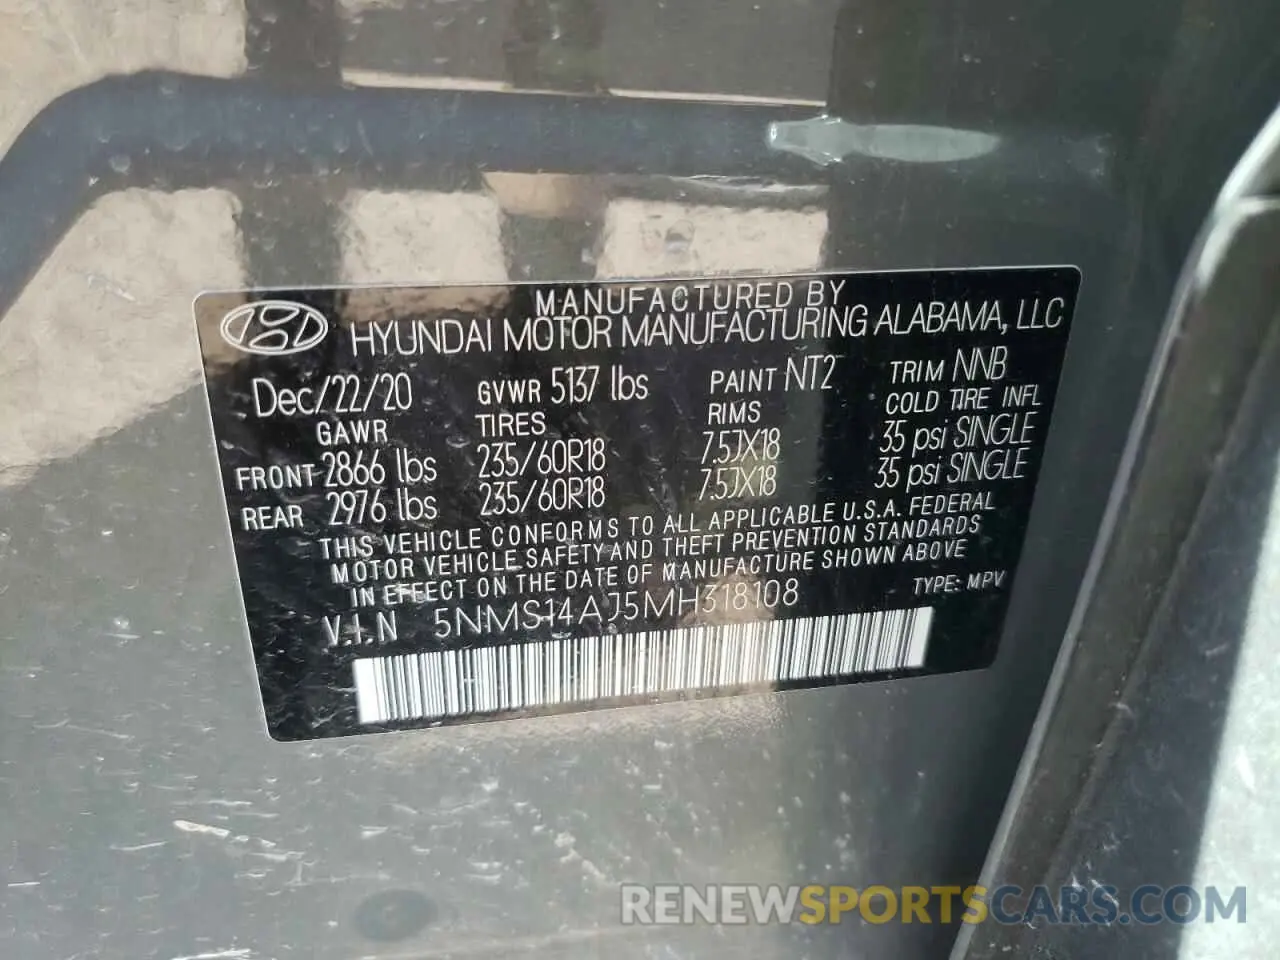 MANUFACTURED BY
HYUNDAI MOTOR MANUFACTURING ALABAMA, LLC
Dec/22/20 GVWR 5137 lbs PAINT NT2 TRIM NNB
GAWR TIRES RIMS COLD TIRE INFL
FRONT 2866 lbs 235/60R18 7.5JX18 35 psi SINGLE
REAR 2976 lbs 235/60R18 7.5JX18 35 psi SINGLE
THIS VEHICLE CONFORMS TO ALL APPLICABLE U.S.A. FEDERAL
MOTOR VEHICLE SAFETY AND THEFT PREVENTION STANDARDS
IN EFFECT ON THE DATE OF MANUFACTURE SHOWN ABOVE
V.I.N 5NMS14AJ5MH318108 TYPE: MPV
RENEWSPORTSCARS.COM